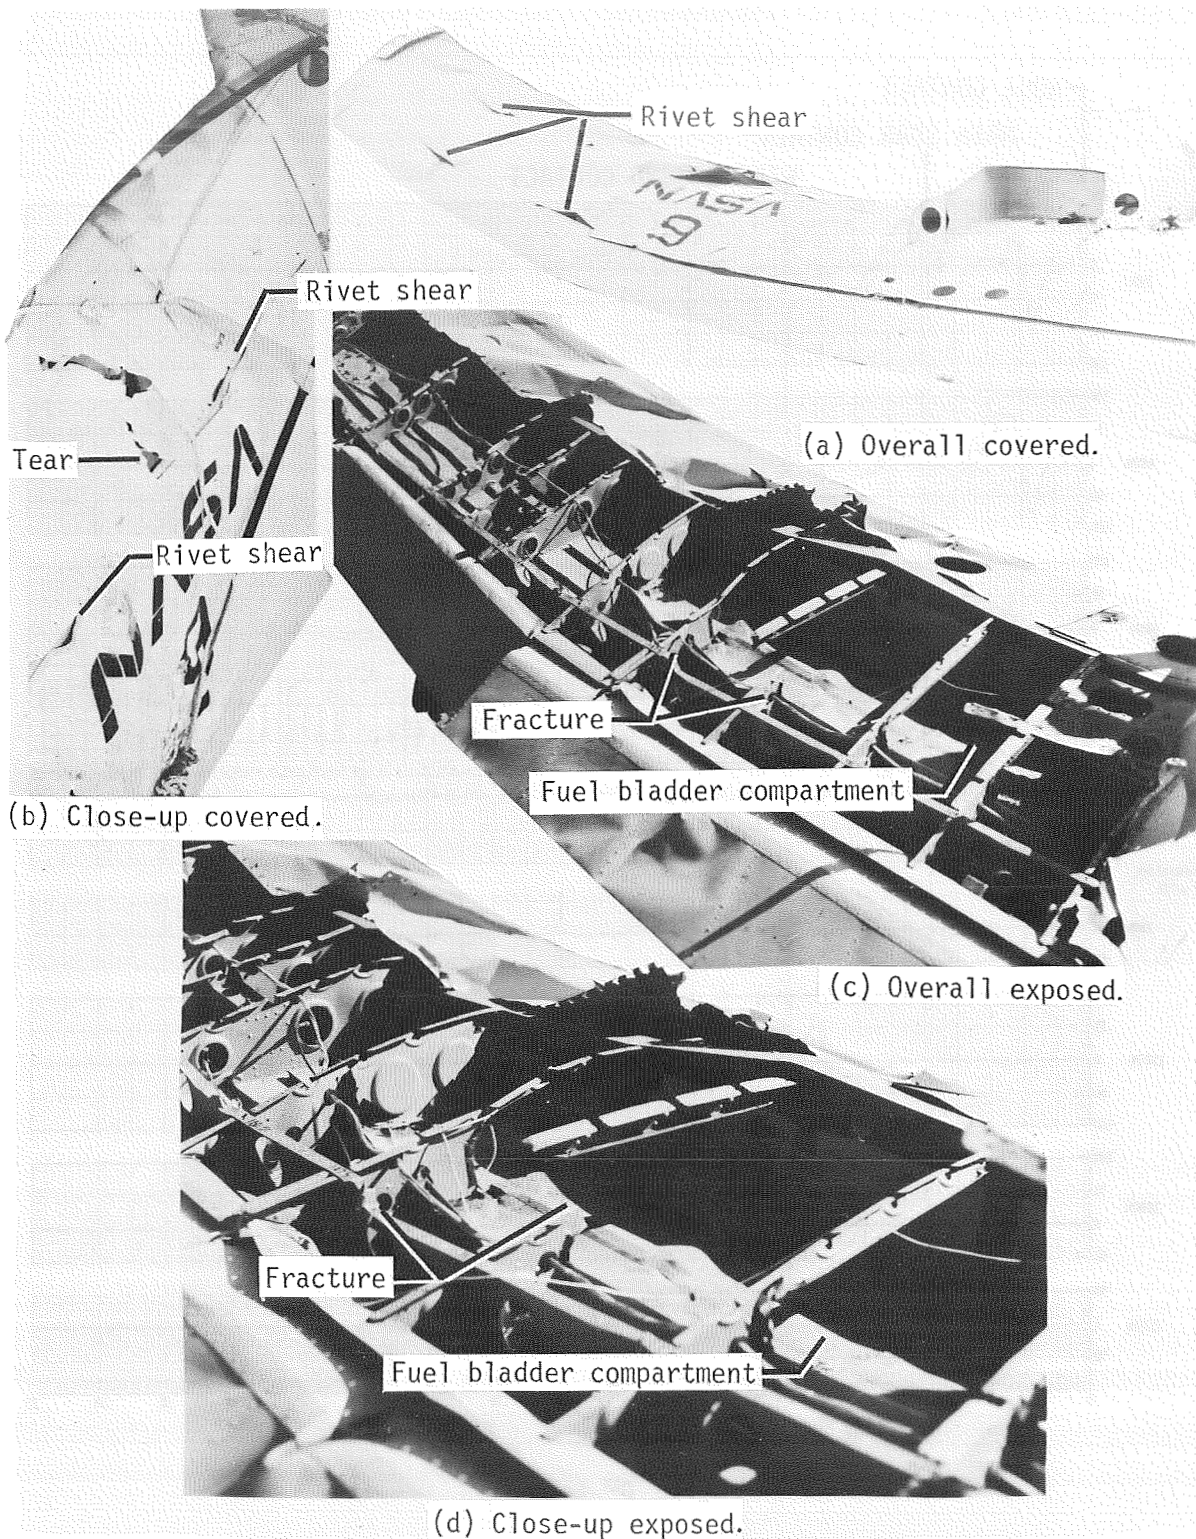 Rivet shear
NASA
6
Rivet shear
(a) Overall covered.
Tear
Rivet shear
NASA
Fracture
Fuel bladder compartment
(b) Close-up covered.
(c) Overall exposed.
Fracture
Fuel bladder compartment
(d) Close-up exposed.